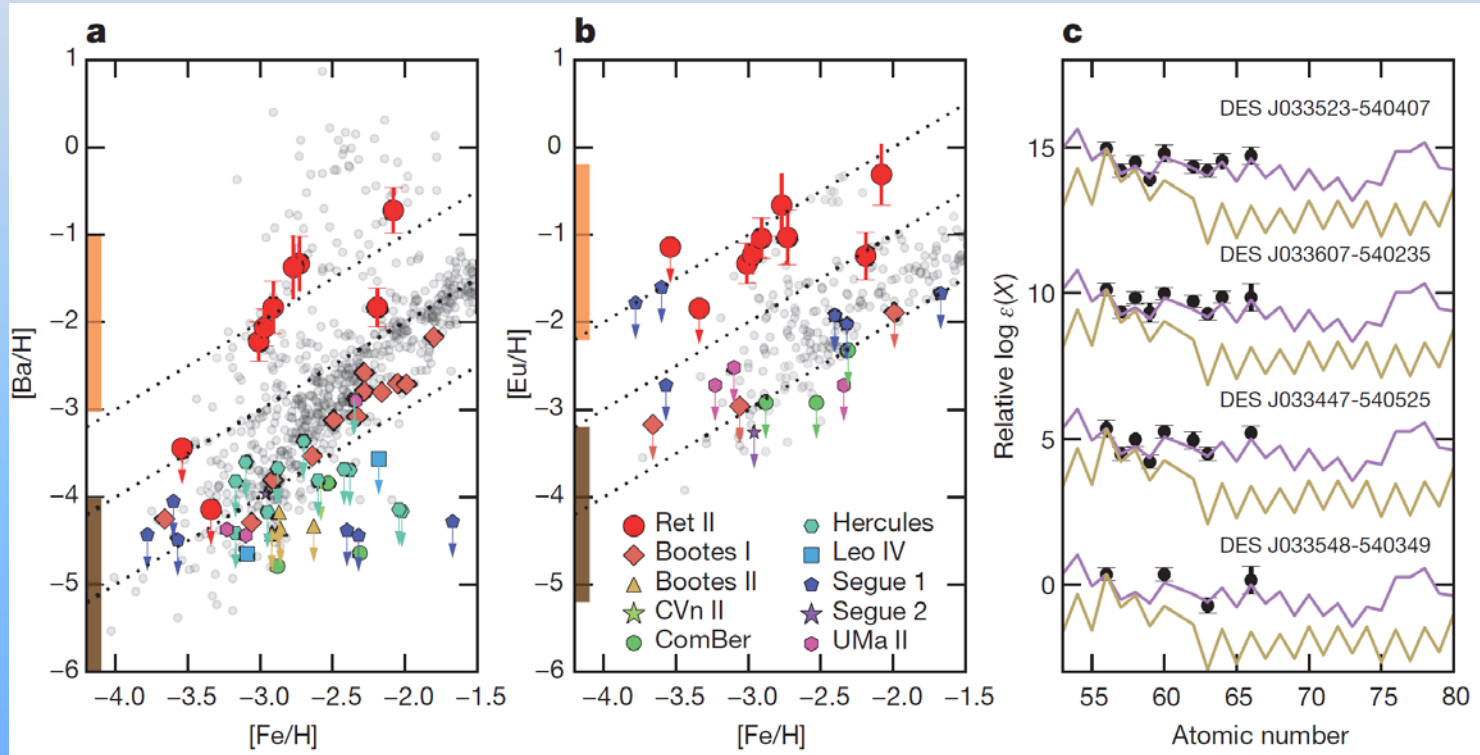 a
1
0
−1
−2
−3
−4
−5
−6
[Ba/H]
−4.0 −3.5 −3.0 −2.5 −2.0 −1.5
[Fe/H]
b
1
0
−1
−2
−3
−4
−5
−6
[Eu/H]
Ret II
Bootes I
Bootes II
CVn II
ComBer
Hercules
Leo IV
Segue 1
Segue 2
UMa II
−4.0 −3.5 −3.0 −2.5 −2.0 −1.5
[Fe/H]
c
15
10
5
0
Relative log ε(X)
DES J033523-540407
DES J033607-540235
DES J033447-540525
DES J033548-540349
55 60 65 70 75 80
Atomic number